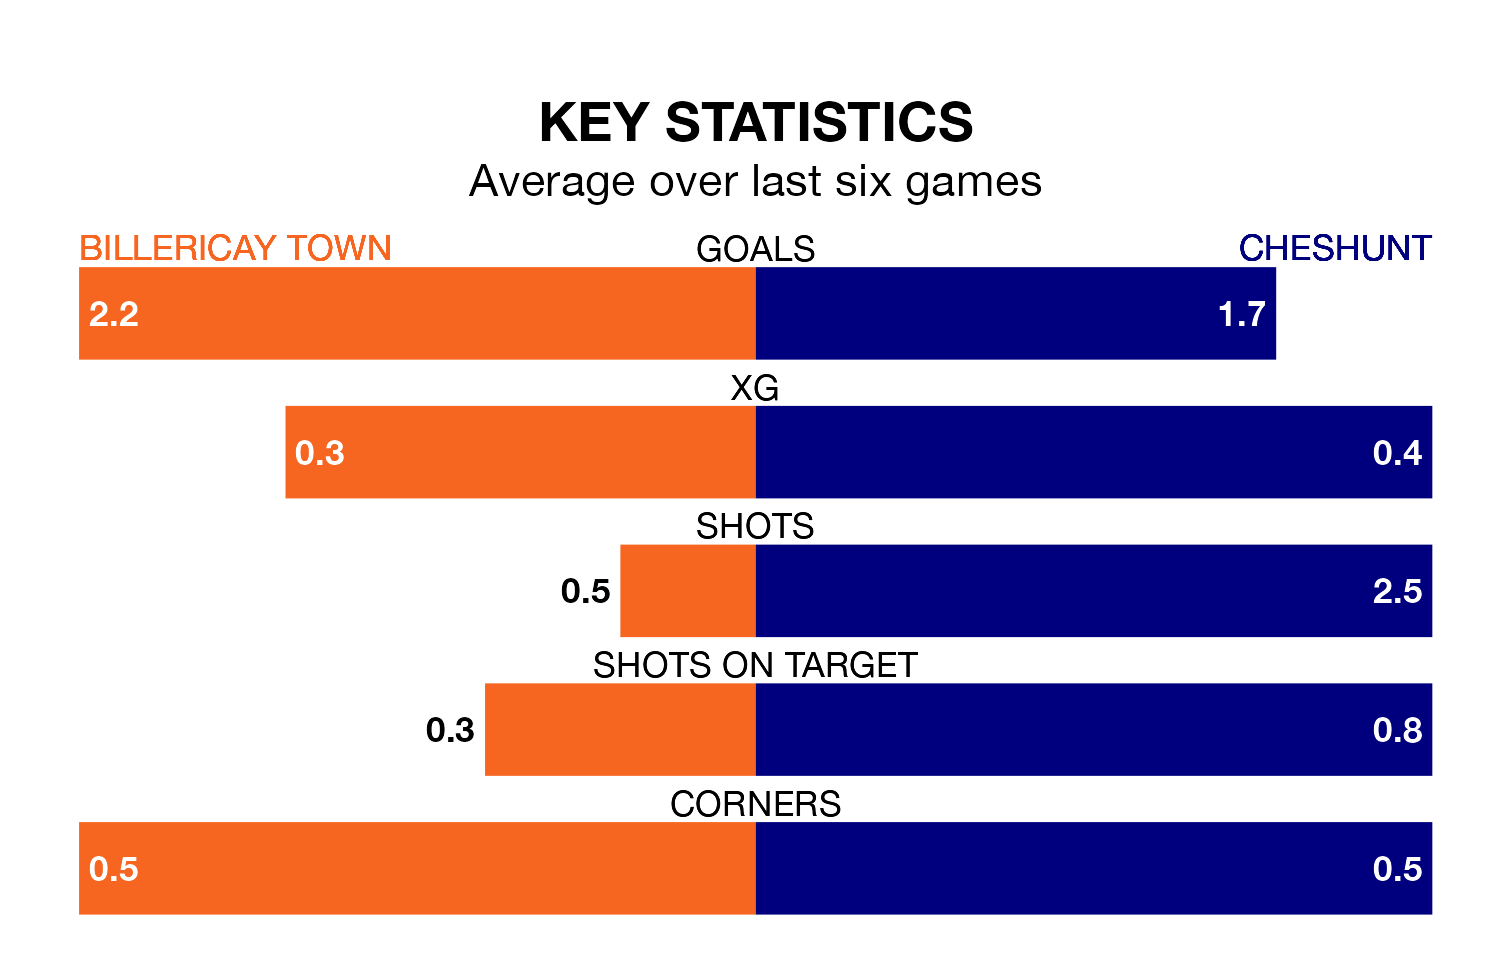 KEY STATISTICS
Average over last six games
BILLERICAY TOWN GOALS CHESHUNT
2.2 1.7
XG
0.3 0.4
SHOTS
0.5 2.5
SHOTS ON TARGET
0.3 0.8
CORNERS
0.5 0.5